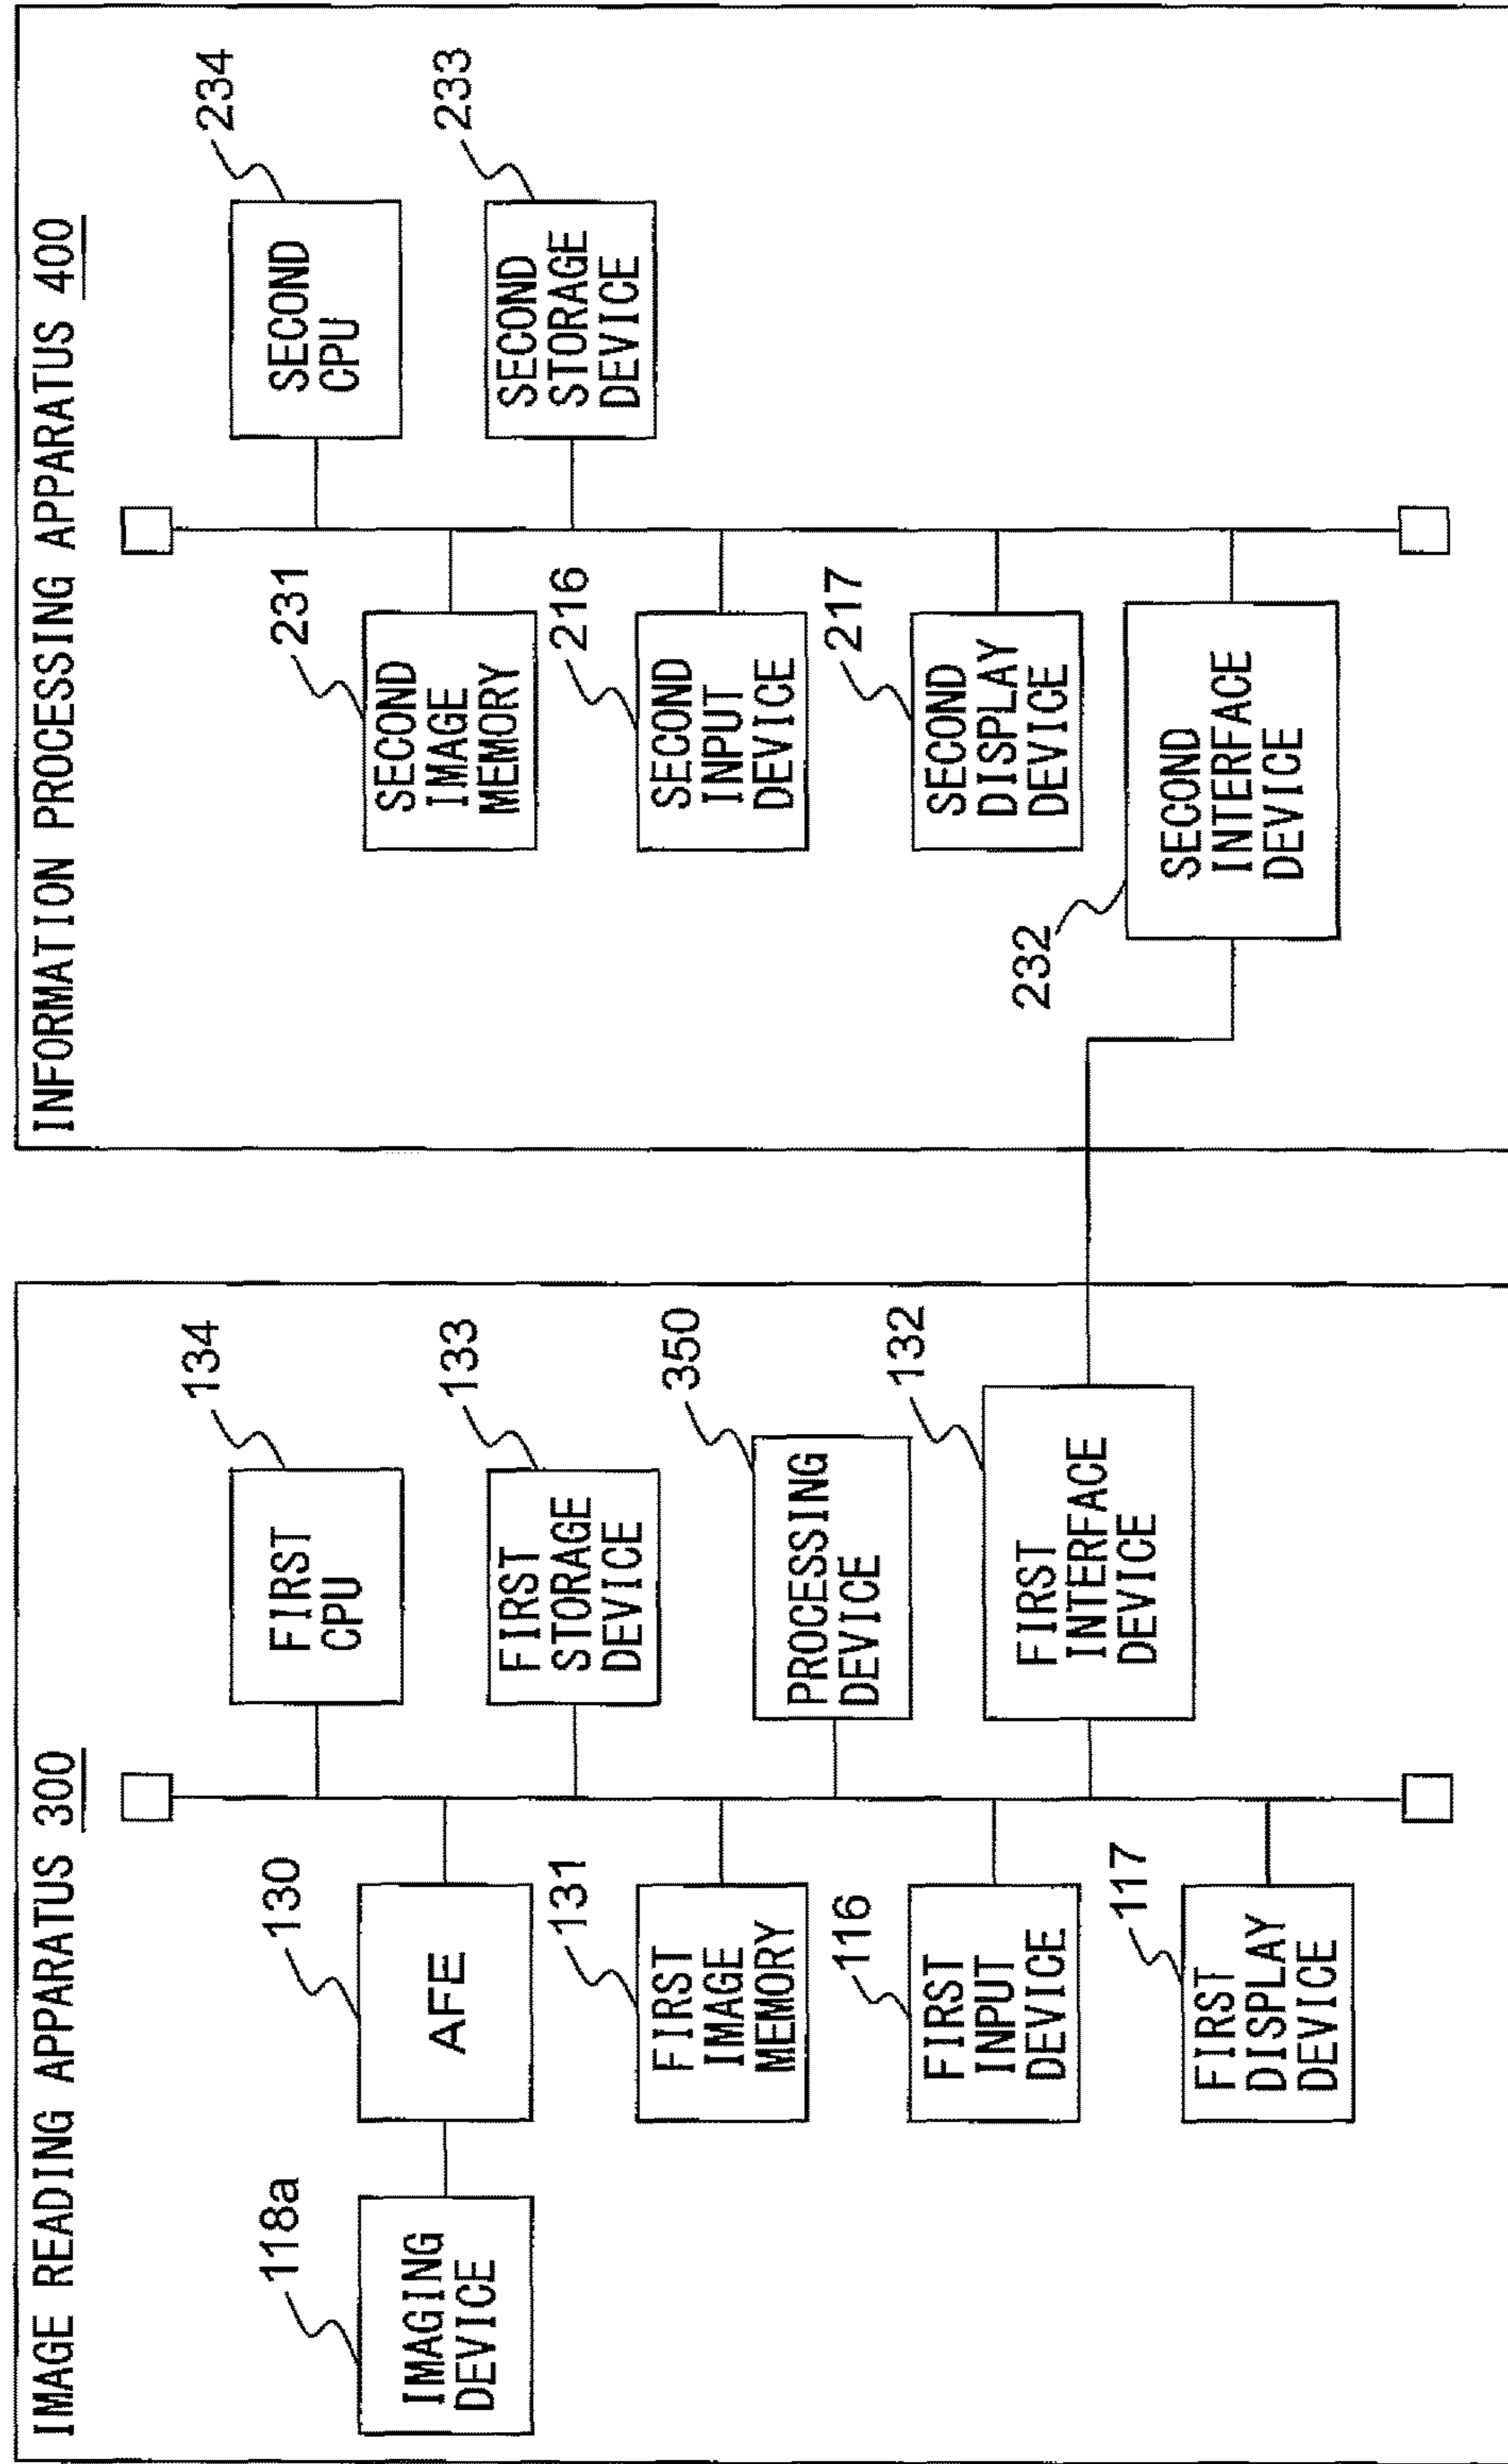 IMAGE READING APPARATUS 300
118a
IMAGING
DEVICE
130
AFE
131
FIRST
IMAGE
MEMORY
116
FIRST
INPUT
DEVICE
117
FIRST
DISPLAY
DEVICE
134
FIRST
CPU
133
FIRST
STORAGE
DEVICE
350
PROCESSING
DEVICE
132
FIRST
INTERFACE
DEVICE
INFORMATION PROCESSING APPARATUS 400
231
SECOND
IMAGE
MEMORY
216
SECOND
INPUT
DEVICE
217
SECOND
DISPLAY
DEVICE
232
SECOND
INTERFACE
DEVICE
234
SECOND
CPU
233
SECOND
STORAGE
DEVICE